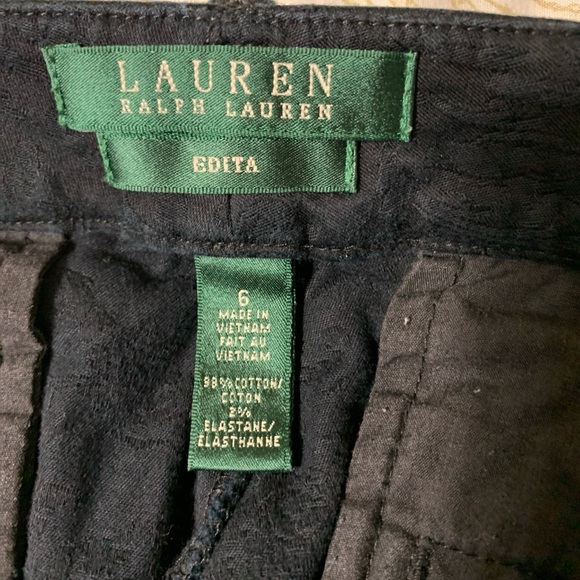 LAUREN
RALPH LAUREN
EDITA
6
MADE IN
VIETNAM
FAIT AU
VIETNAM
98% COTTON/
COTON
2%
ELASTANE/
ÉLASTHANNE